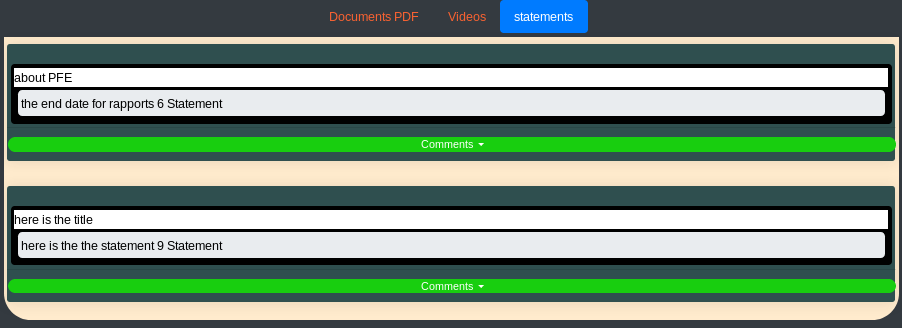 Documents PDF Videos statements
about PFE
the end date for rapports 6 Statement
Comments
here is the title
here is the the statement 9 Statement
Comments